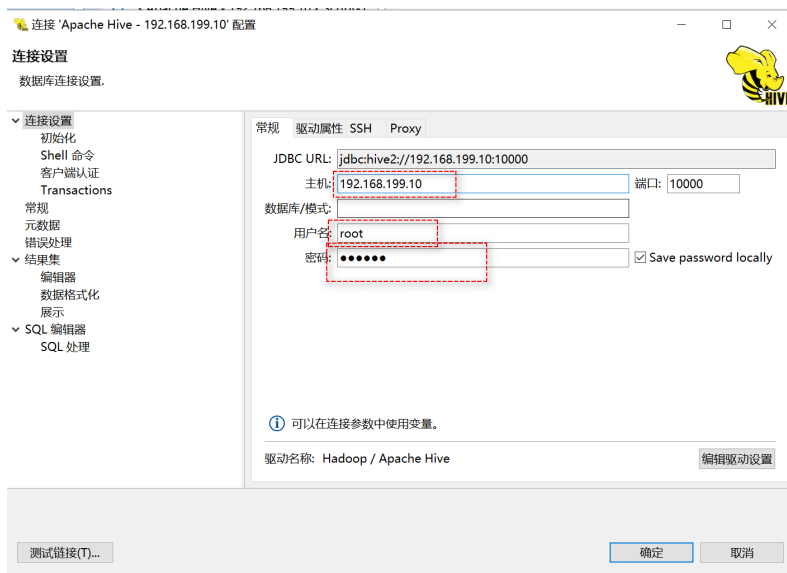 连接 'Apache Hive - 192.168.199.10' 配置
连接设置
数据库连接设置.
HIVE
连接设置
初始化
Shell 命令
客户端认证
Transactions
常规
元数据
错误处理
结果集
编辑器
数据格式化
展示
SQL 编辑器
SQL 处理
常规 驱动属性 SSH Proxy
JDBC URL: jdbc:hive2://192.168.199.10:10000
主机: 192.168.199.10 端口: 10000
数据库/模式:
用户名: root
密码: ●●●●●● Save password locally
可以在连接参数中使用变量。
驱动名称: Hadoop / Apache Hive 编辑驱动设置
测试链接(T)... 确定 取消